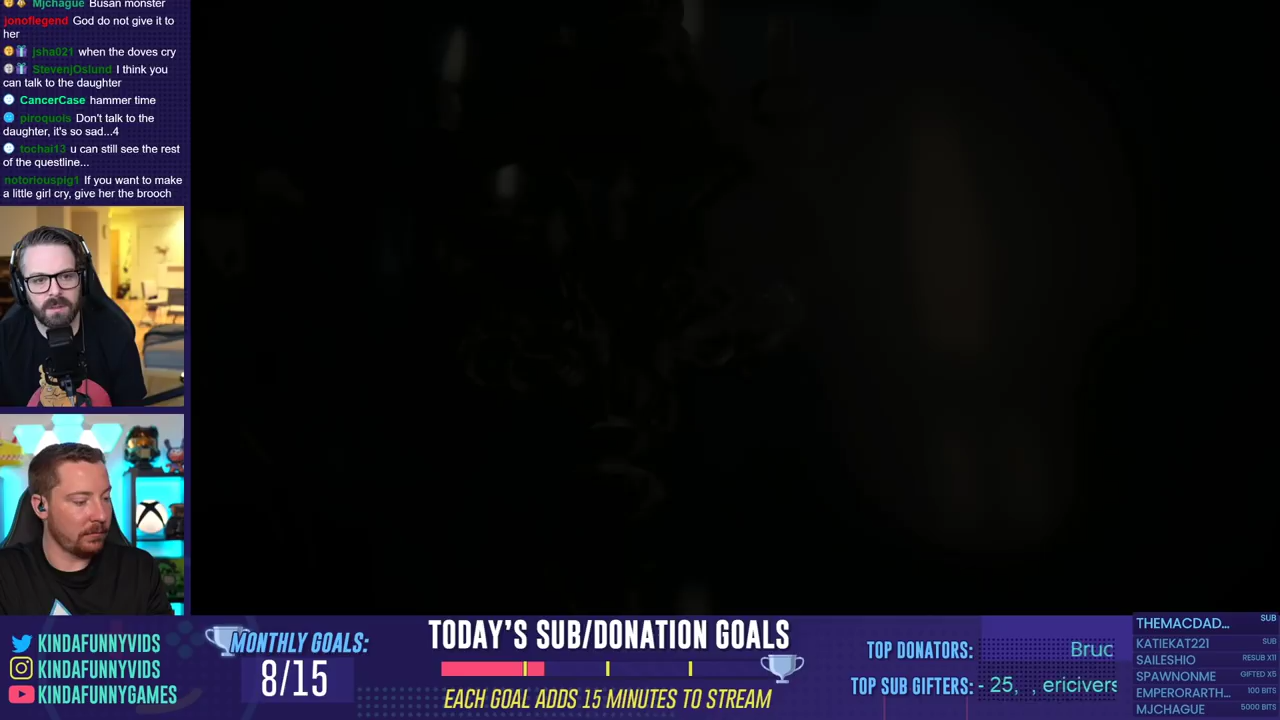 Mjchague Busan monster
jonoflegend God do not give it to
her
jsha021 when the doves cry
StevenjOslund I think you
can talk to the daughter
CancerCase hammer time
piroquois Don't talk to the
daughter, it's so sad...4
tochai13 u can still see the rest
of the questline...
notoriouspig1 If you want to make
a little girl cry, give her the brooch
KINDAFUNNYVIDS
KINDAFUNNYVIDS
KINDAFUNNYGAMES
MONTHLY GOALS:
8/15
TODAY'S SUB/DONATION GOALS
EACH GOAL ADDS 15 MINUTES TO STREAM
TOP DONATORS: Bruc
TOP SUB GIFTERS: - 25, , ericivers
THEMACDAD... SUB
KATIEKAT221 SUB
SAILESHIO RESUB X11
SPAWNONME GIFTED X5
EMPERORARTH... 100 BITS
MJCHAGUE 5000 BITS